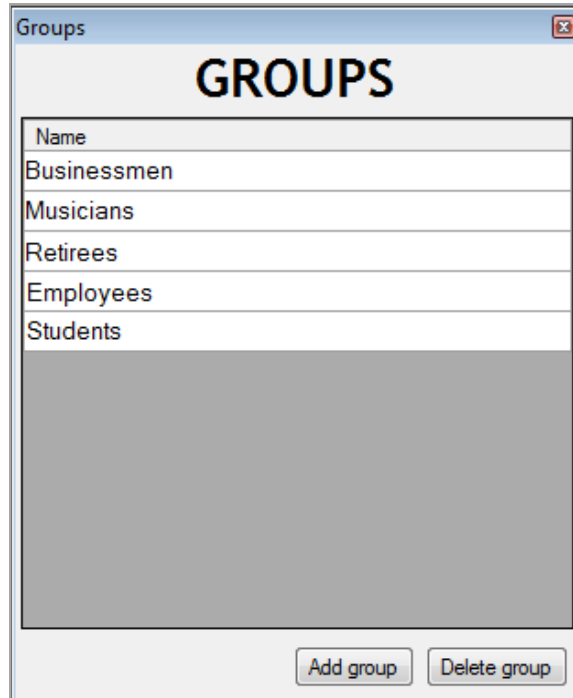 Groups
GROUPS
Name
Businessmen
Musicians
Retirees
Employees
Students
Add group Delete group